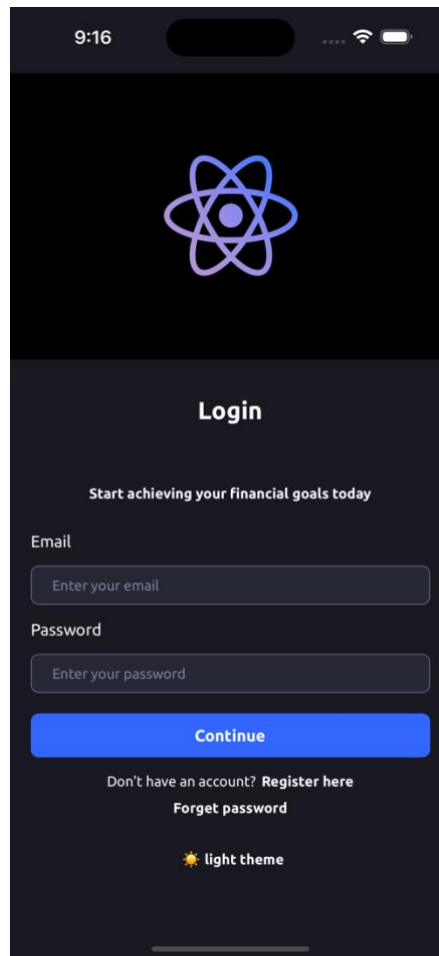 9:16
Login
Start achieving your financial goals today
Email
Enter your email
Password
Enter your password
Continue
Don't have an account? Register here
Forget password
☀️ light theme